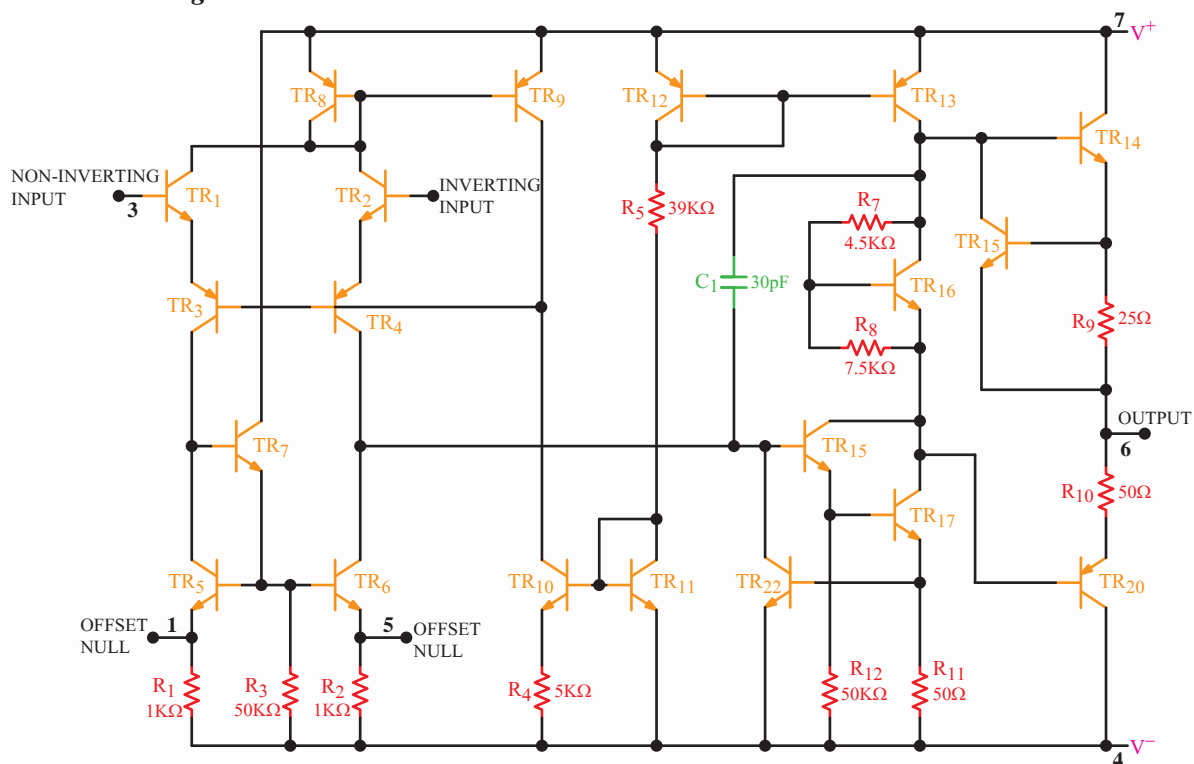 7
V+
TR8
TR9
TR12
TR13
TR14
NON-INVERTING
INPUT
3
TR1
TR2
INVERTING
INPUT
R5
39KΩ
R7
4.5KΩ
TR15
C1
30pF
TR16
TR3
TR4
R8
7.5KΩ
R9
25Ω
OUTPUT
6
TR7
TR15
R10
50Ω
TR17
TR5
TR6
TR10
TR11
TR22
TR20
OFFSET
NULL
1
5
OFFSET
NULL
R1
1KΩ
R3
50KΩ
R2
1KΩ
R4
5KΩ
R12
50KΩ
R11
50Ω
V−
4